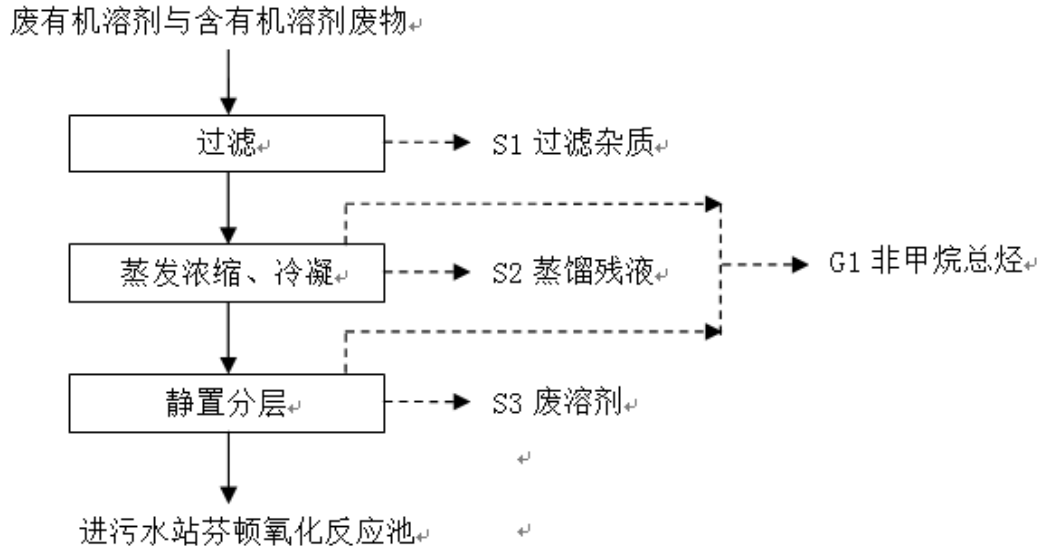 废有机溶剂与含有机溶剂废物
过滤
S1 过滤杂质
蒸发浓缩、冷凝
S2 蒸馏残液
G1 非甲烷总烃
静置分层
S3 废溶剂
进污水站芬顿氧化反应池